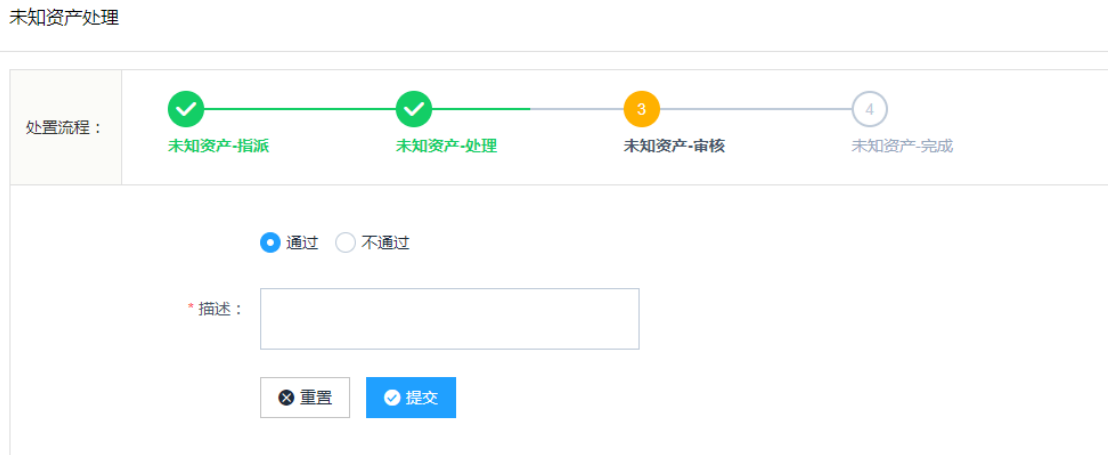 未知资产处理
处置流程：
3
4
未知资产-指派
未知资产-处理
未知资产-审核
未知资产-完成
通过
不通过
*描述：
重置
提交